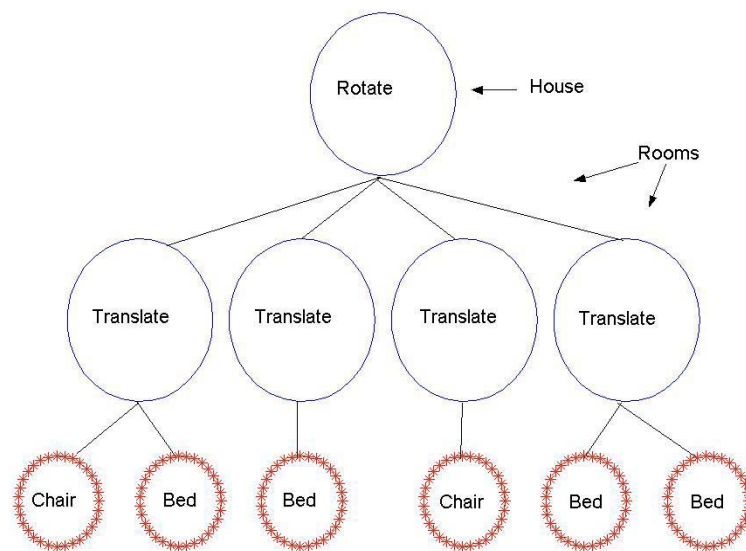 Rotate
House
Rooms
Translate
Translate
Translate
Translate
Chair
Bed
Bed
Chair
Bed
Bed